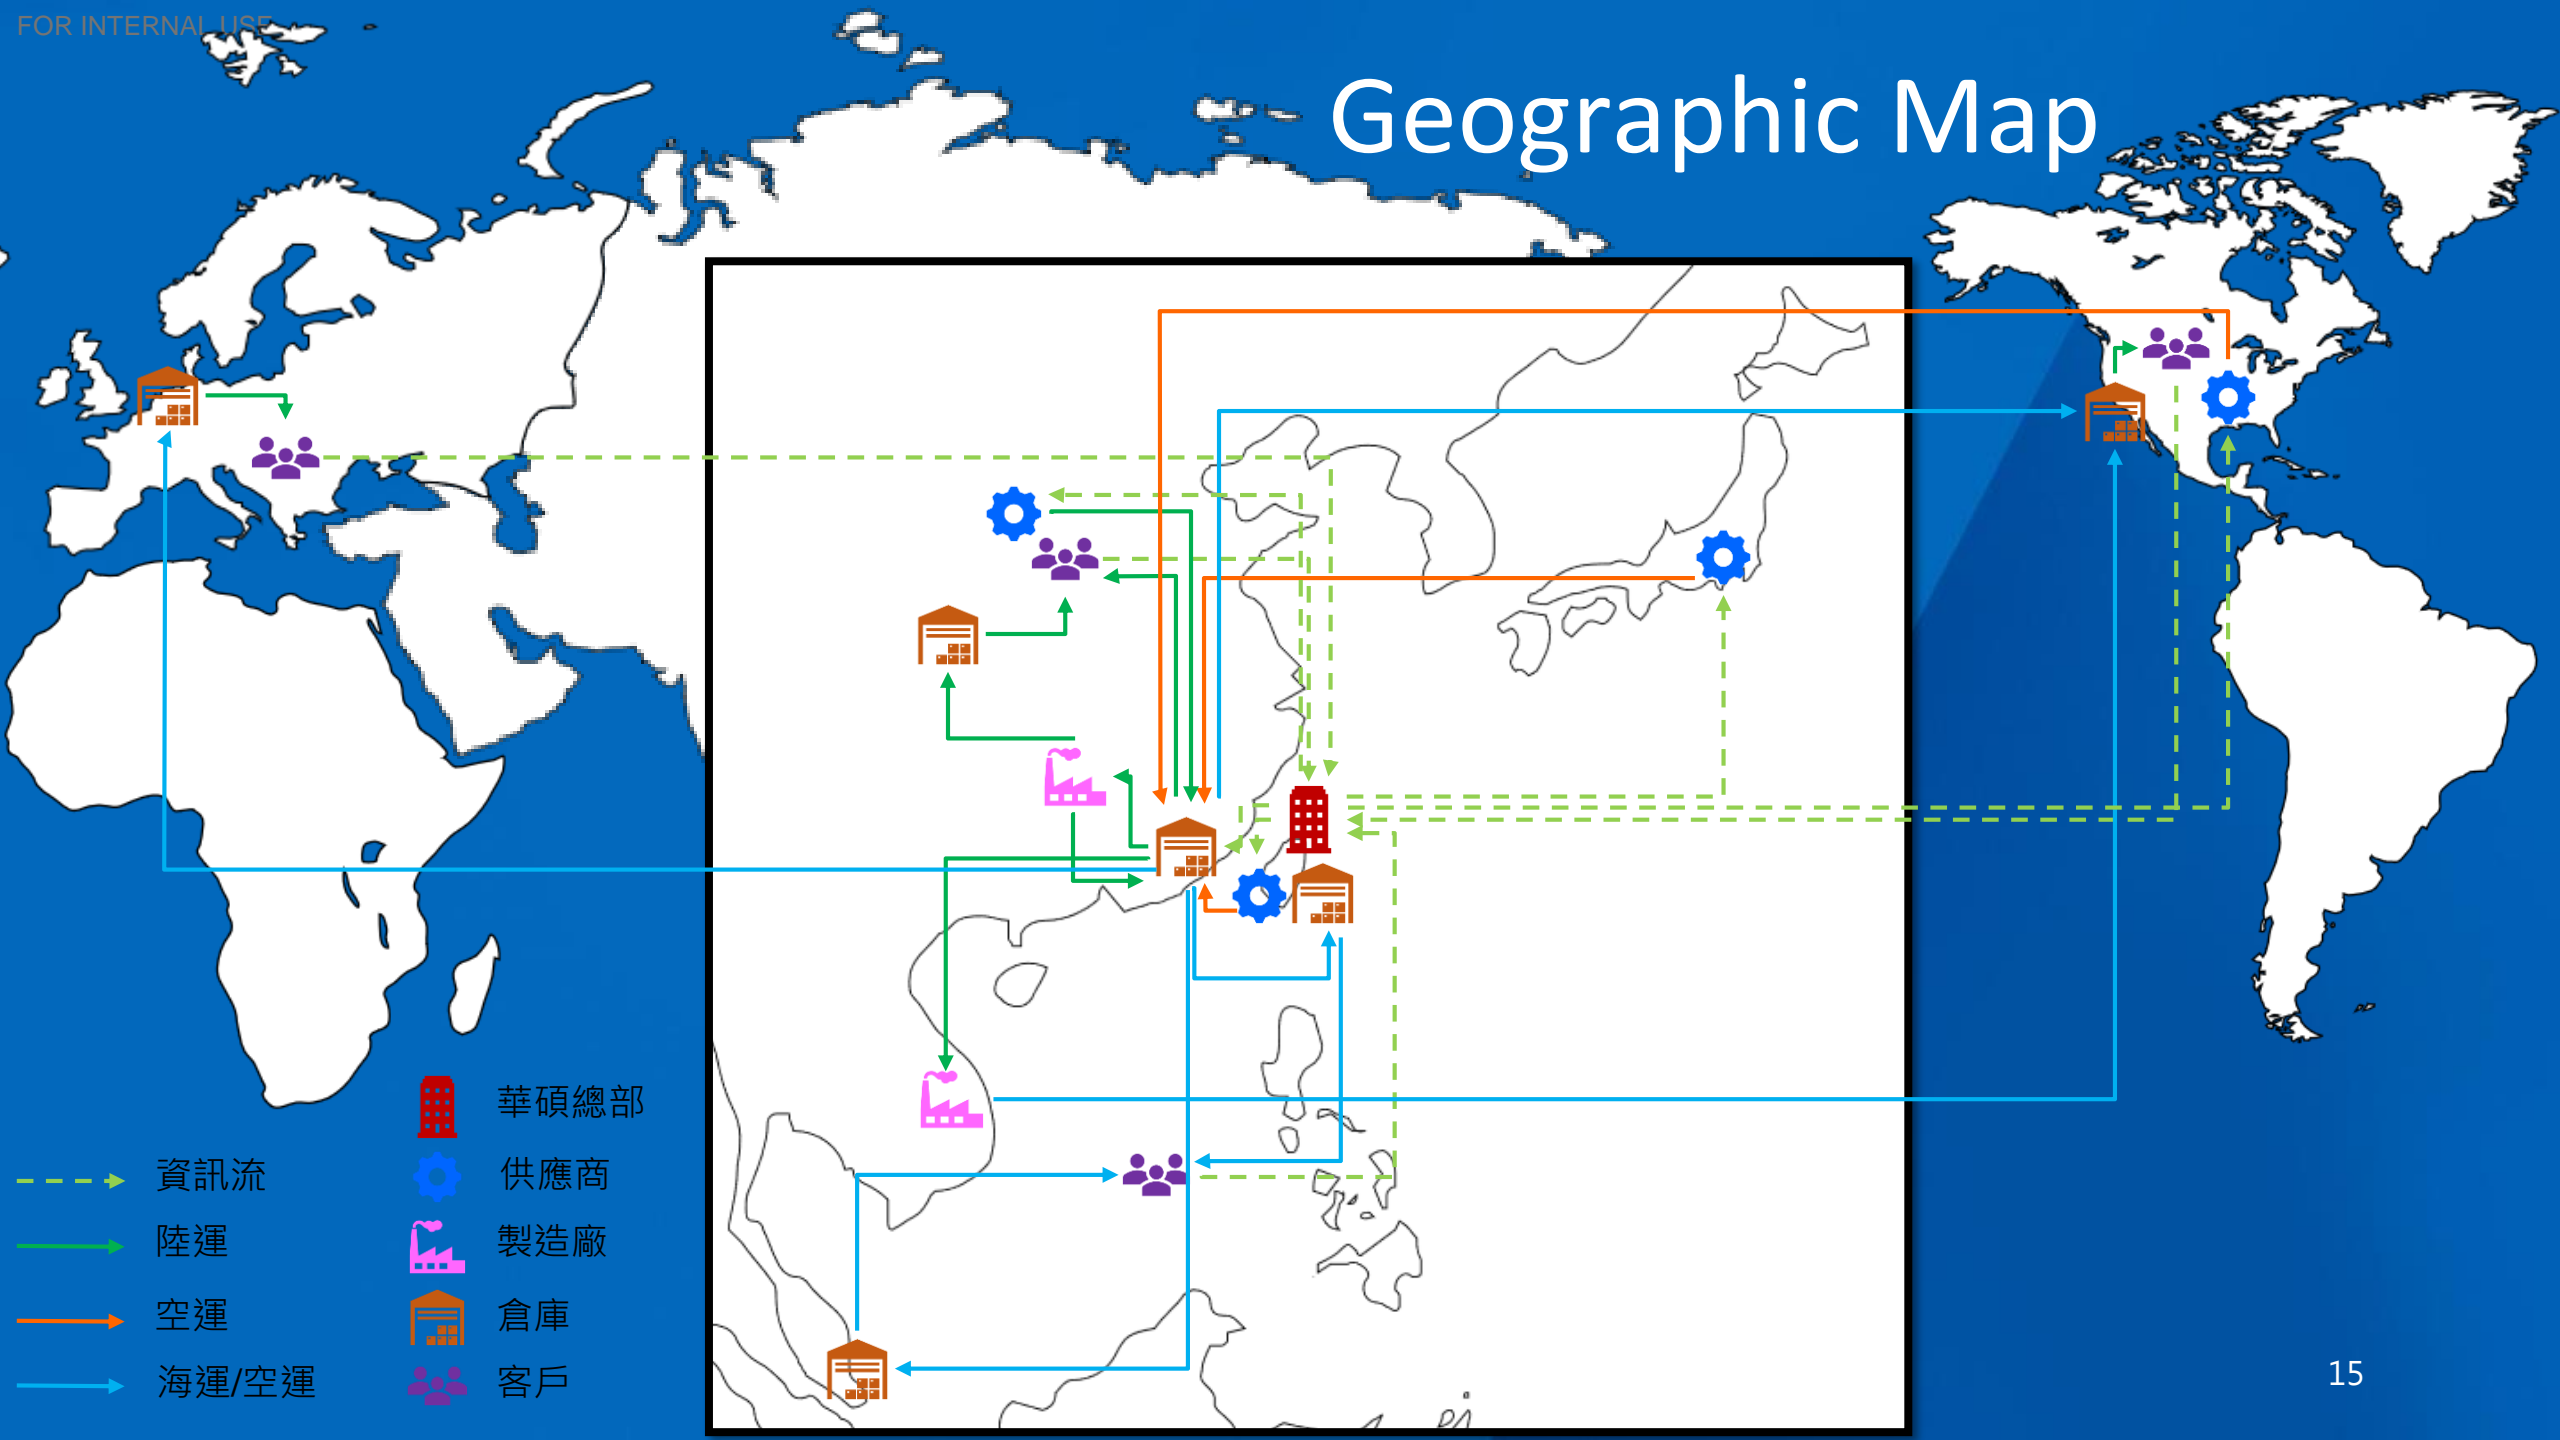 FOR INTERNAL USE
Geographic Map
華碩總部
資訊流
供應商
陸運
製造廠
空運
倉庫
海運/空運
客戶
15